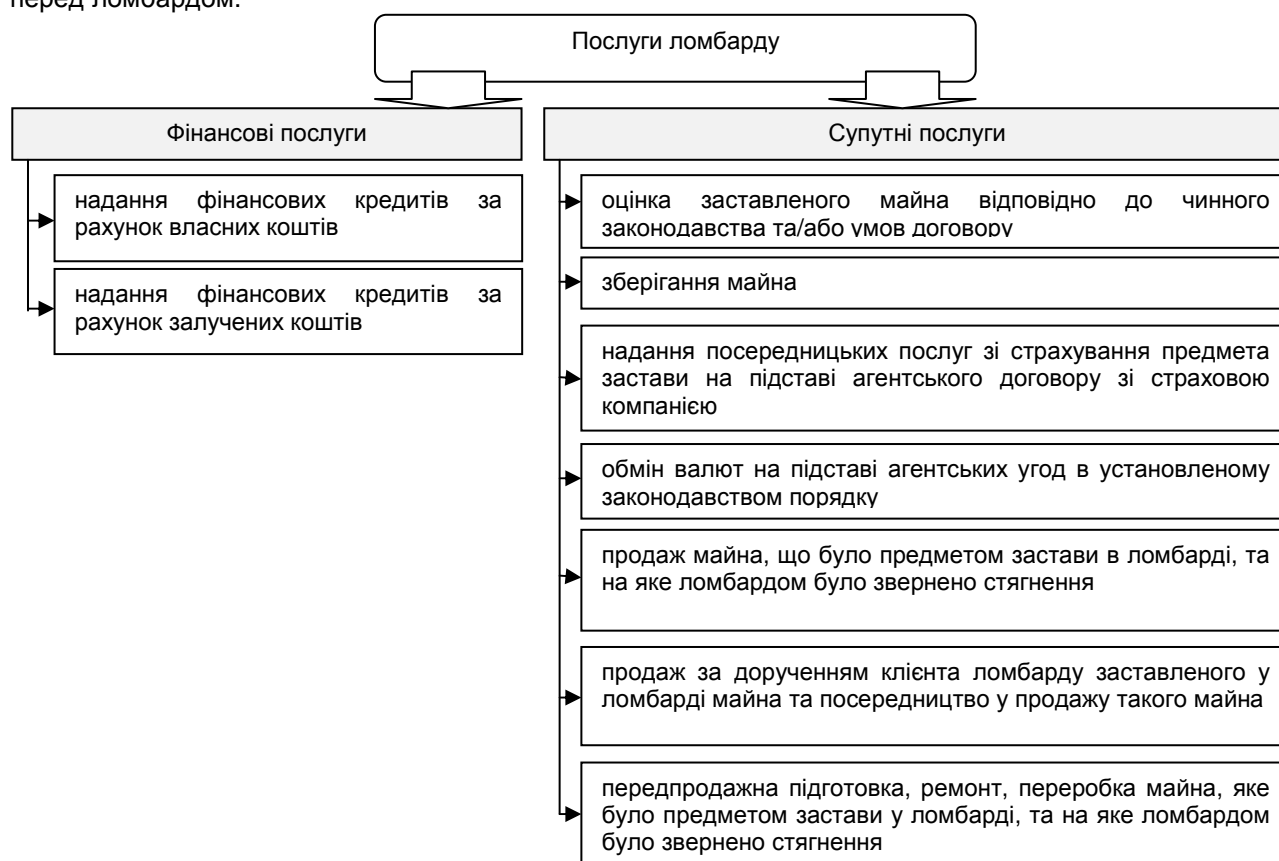 перед ломбардом.
Послуги ломбарду
Фінансові послуги
надання фінансових кредитів за
рахунок власних коштів
надання фінансових кредитів за
рахунок залучених коштів
Супутні послуги
оцінка заставленого майна відповідно до чинного
законодавства та/або умов договору
зберігання майна
надання посередницьких послуг зі страхування предмета
застави на підставі агентського договору зі страховою
компанією
обмін валют на підставі агентських угод в установленому
законодавством порядку
продаж майна, що було предметом застави в ломбарді, та
на яке ломбардом було звернено стягнення
продаж за дорученням клієнта ломбарду заставленого у
ломбарді майна та посередництво у продажу такого майна
передпродажна підготовка, ремонт, переробка майна, яке
було предметом застави у ломбарді, та на яке ломбардом
було звернено стягнення